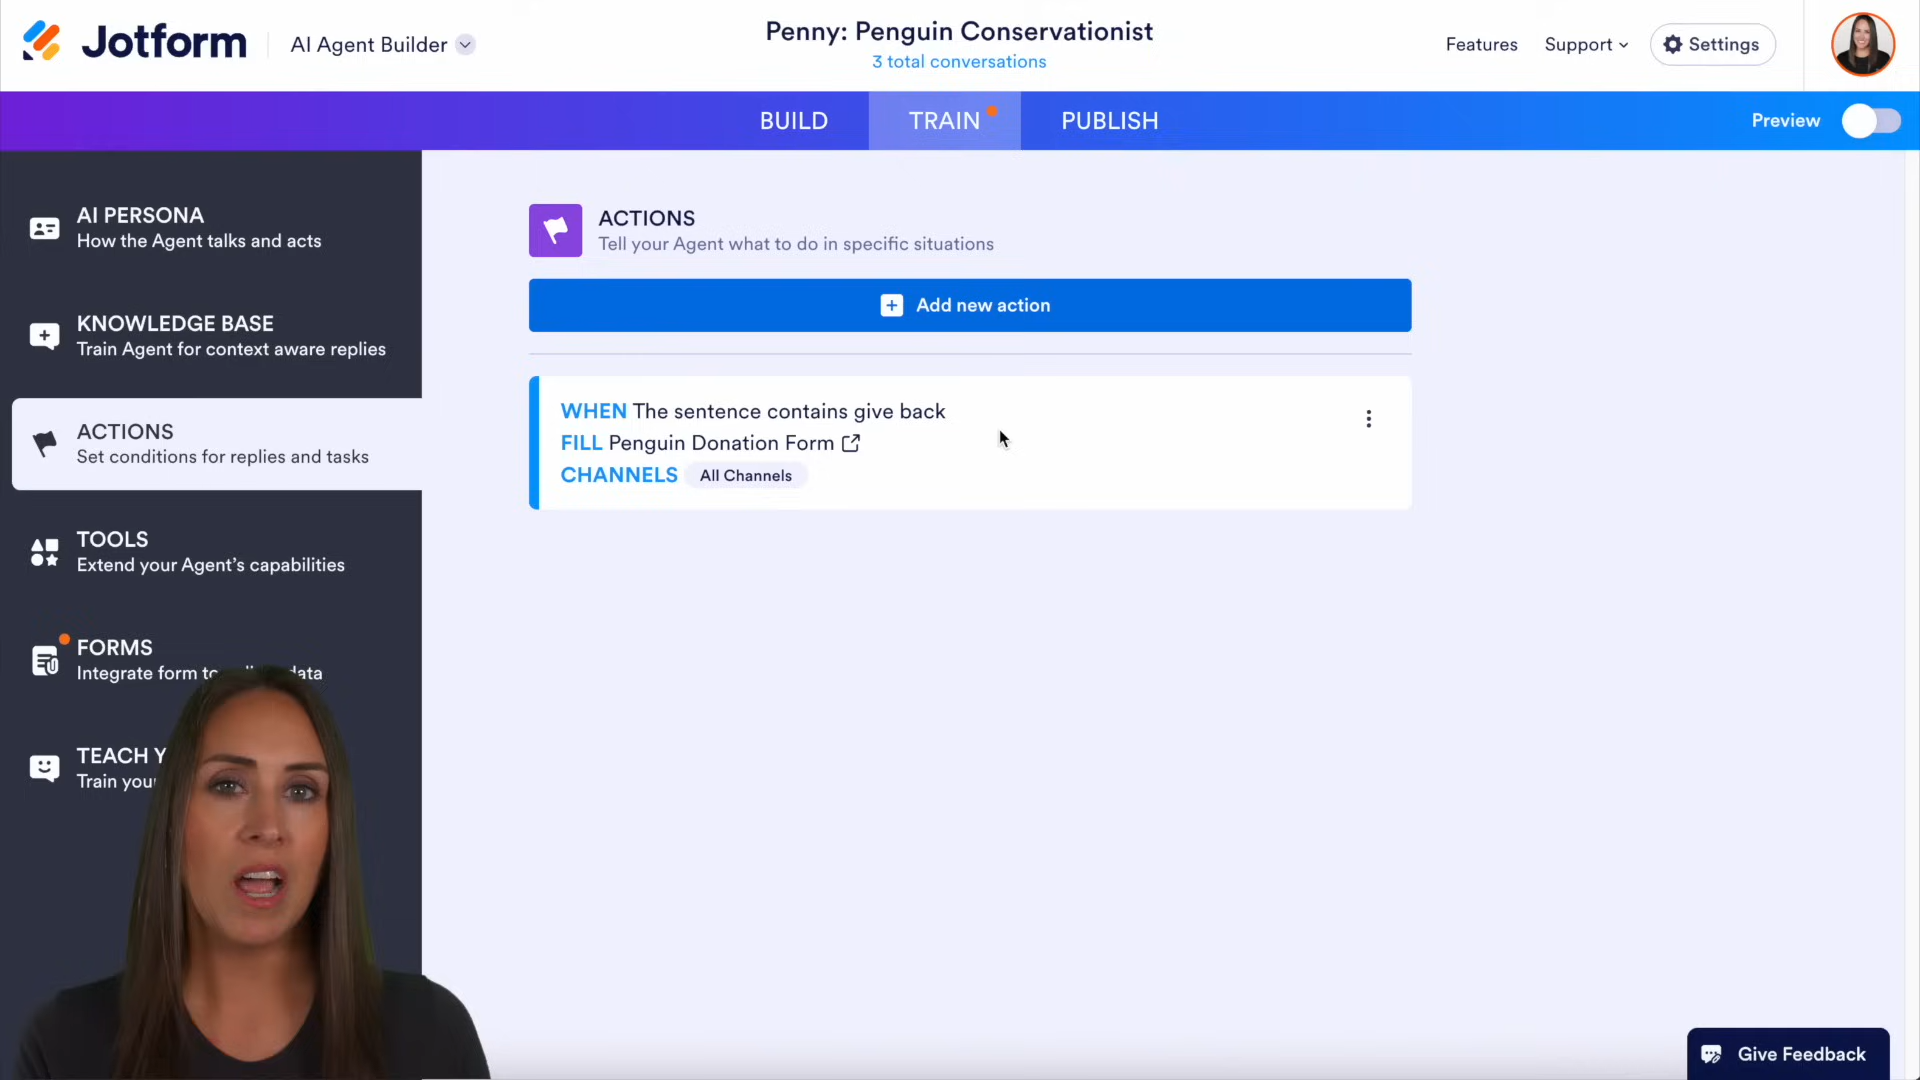 Jotform
AI Agent Builder
Penny: Penguin Conservationist
3 total conversations
Features
Support
Settings
BUILD
TRAIN
PUBLISH
Preview
AI PERSONA
How the Agent talks and acts
KNOWLEDGE BASE
Train Agent for context aware replies
ACTIONS
Set conditions for replies and tasks
TOOLS
Extend your Agent's capabilities
FORMS
Integrate form to data
TEACH Y
Train your
ACTIONS
Tell your Agent what to do in specific situations
Add new action
WHEN The sentence contains give back
FILL Penguin Donation Form
CHANNELS All Channels
Give Feedback